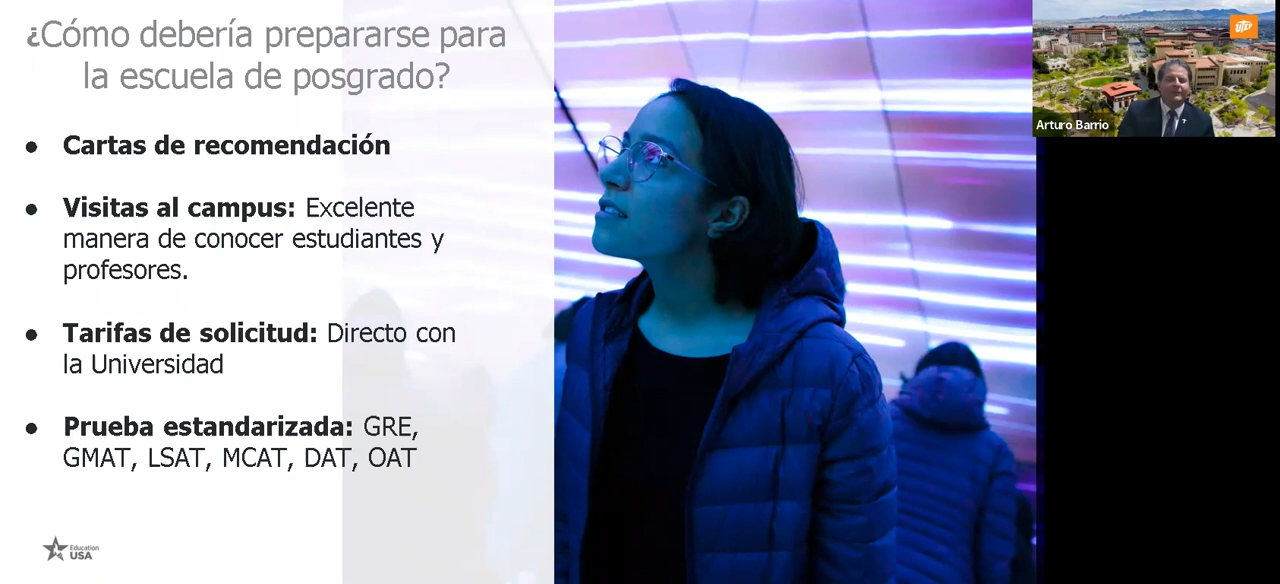 ¿Cómo debería prepararse para
la escuela de posgrado?
● Cartas de recomendación
● Visitas al campus: Excelente
manera de conocer estudiantes y
profesores.
● Tarifas de solicitud: Directo con
la Universidad
● Prueba estandarizada: GRE,
GMAT, LSAT, MCAT, DAT, OAT
Education
USA
UTEP
Arturo Barrio